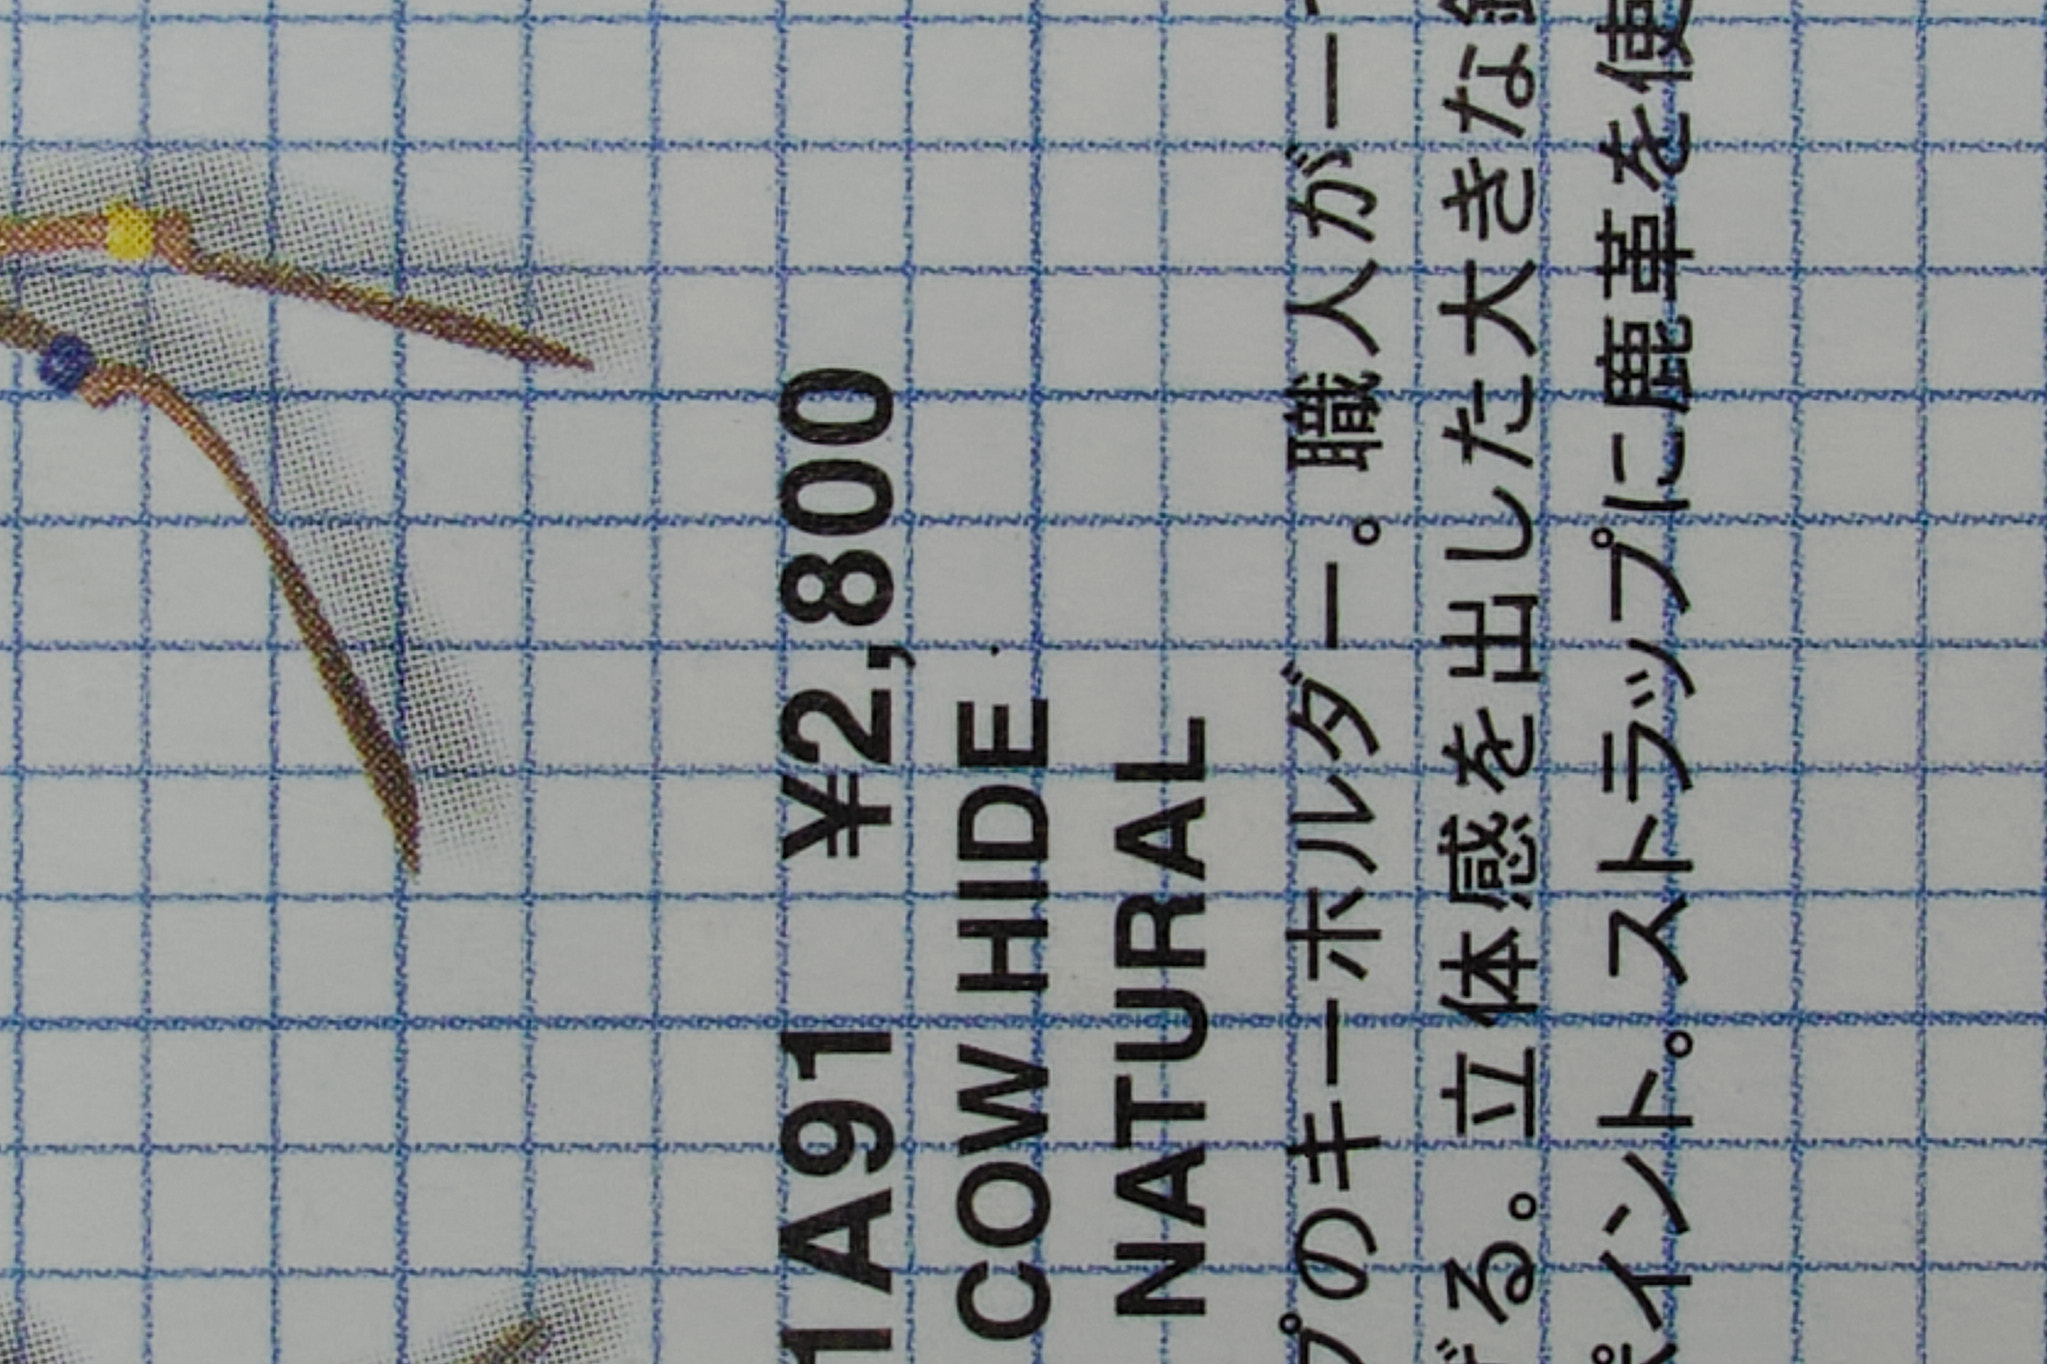 1A91 ¥2,800
COW HIDE
NATURAL
プのキーホルダー。職人が一
る。立体感を出した大きな
イント。ストラップに鹿革を使